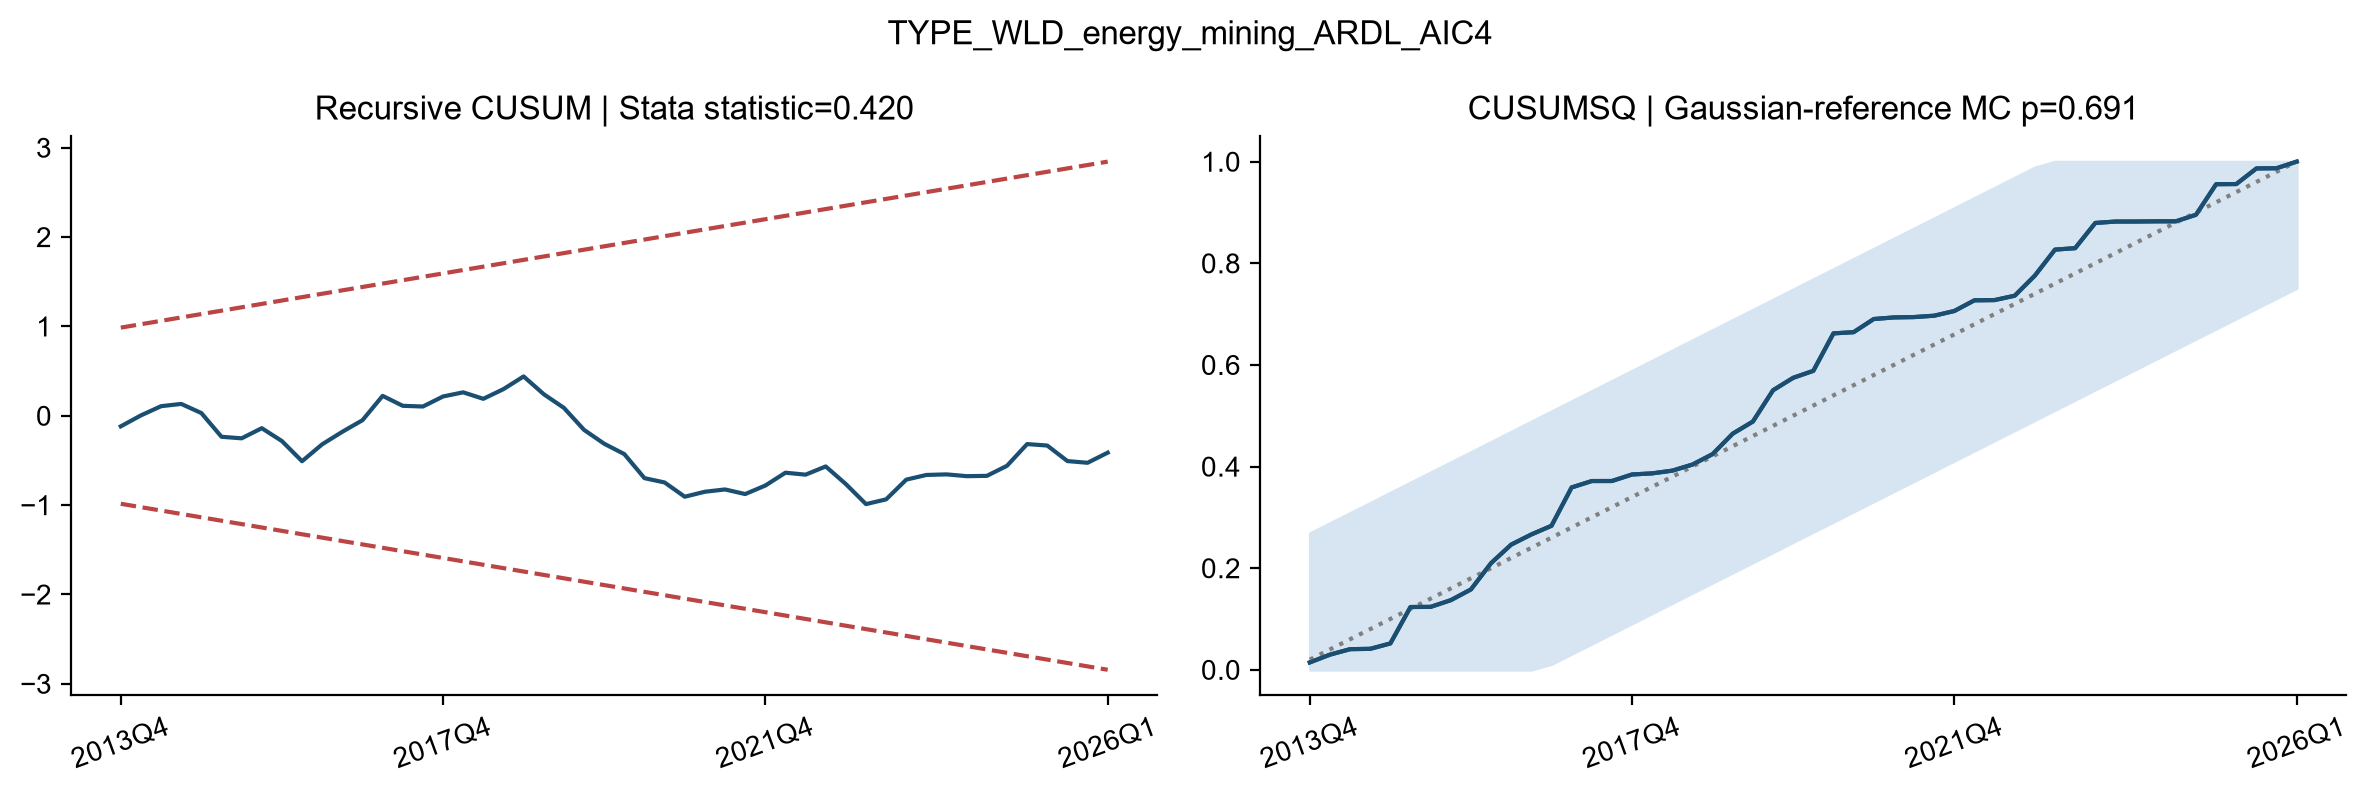 TYPE_WLD_energy_mining_ARDL_AIC4
Recursive CUSUM | Stata statistic=0.420
3
2
1
0
−1
−2
−3
2013Q4
2017Q4
2021Q4
2026Q1
CUSUMSQ | Gaussian-reference MC p=0.691
1.0
0.8
0.6
0.4
0.2
0.0
2013Q4
2017Q4
2021Q4
2026Q1